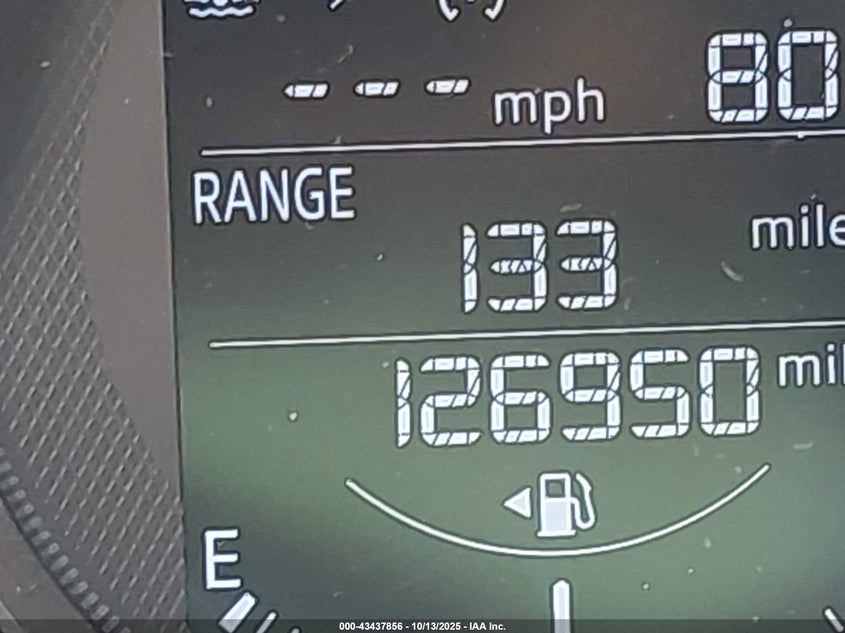 --- mph 80
RANGE
133 mile
126950 mil
E
000-43437856 - 10/13/2025 - IAA Inc.